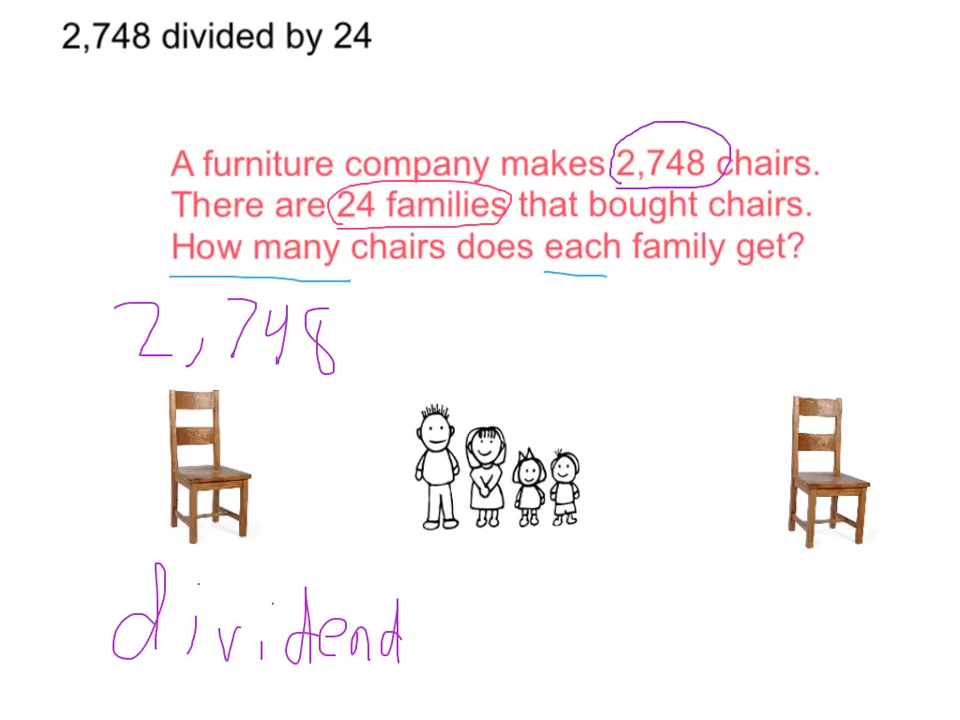 2,748 divided by 24
A furniture company makes 2,748 chairs.
There are 24 families that bought chairs.
How many chairs does each family get?
2,748
dividend